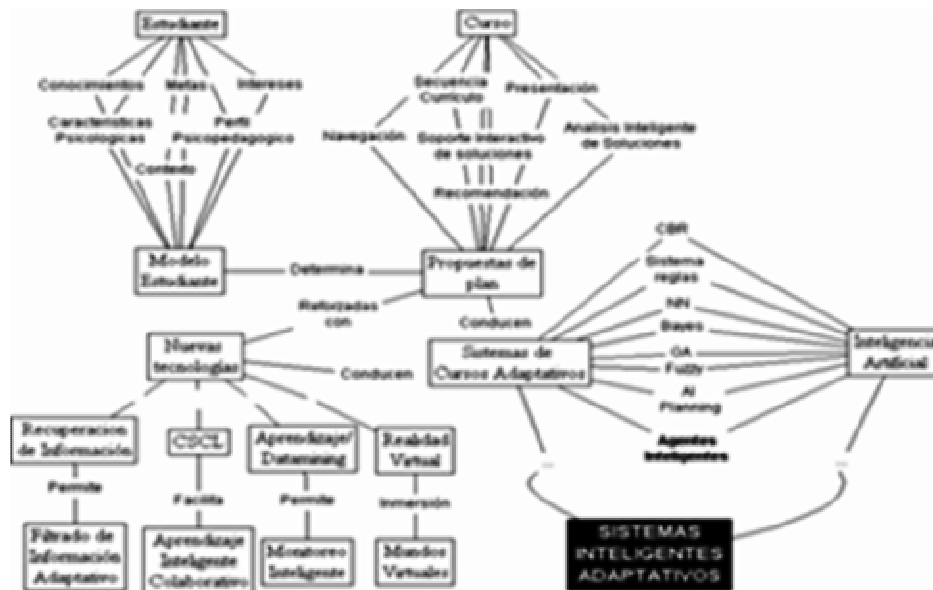 Estudiante
Curso
Conocimientos
Metas
Intereses
Secuencia
Curriculo
Presentación
Caracteristicas
Psicologicas
Perfil
Psicopedagogico
Navegación
Soporte Interactivo
de soluciones
Analisis Inteligente
de Soluciones
Contexto
Recomendación
CBR
Sistema
reglas
Modelo
Estudiante
Determina
Propuestas de
plan
Reforzadas
con
NN
Conducen
Bayes
Nuevas
tecnologías
Sistemas de
Cursos Adaptativos
GA
Fuzzy
Inteligencia
Artificial
Conducen
AI
Planning
Recuperacion
de Información
CSCL
Aprendizaje/
Datamining
Realidad
Virtual
Agentes
Inteligentes
...
...
Permite
Facilita
Permite
Inmersión
Filtrado de
Información
Adaptativo
Aprendizaje
Inteligente
Colaborativo
Monitoreo
Inteligente
Mundos
Virtuales
SISTEMAS
INTELIGENTES
ADAPTATIVOS